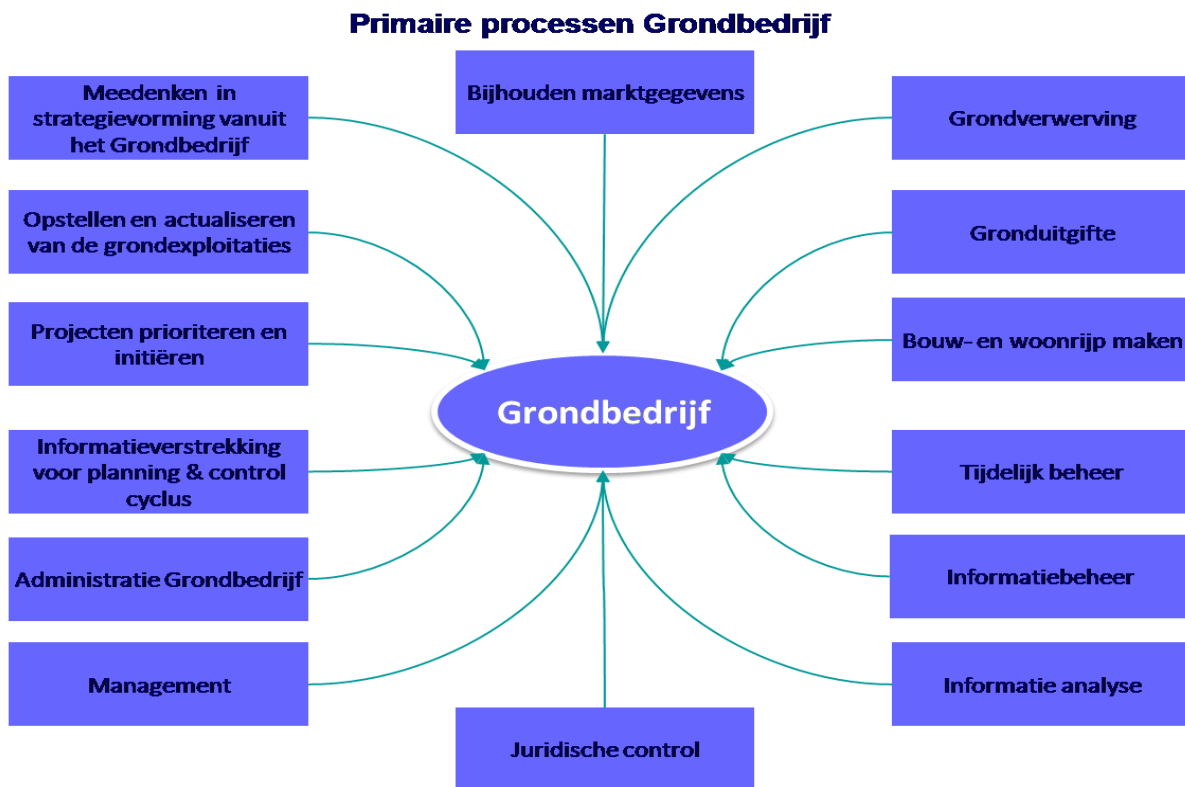 Primaire processen Grondbedrijf
Meedenken in
strategievorming vanuit
het Grondbedrijf
Bijhouden marktgegevens
Grondverwerving
Opstellen en actualiseren
van de grondexploitaties
Gronduitgifte
Projecten prioriteren en
initiëren
Bouw- en woonrijp maken
Grondbedrijf
Informatieverstrekking
voor planning & control
cyclus
Tijdelijk beheer
Administratie Grondbedrijf
Informatiebeheer
Management
Informatie analyse
Juridische control